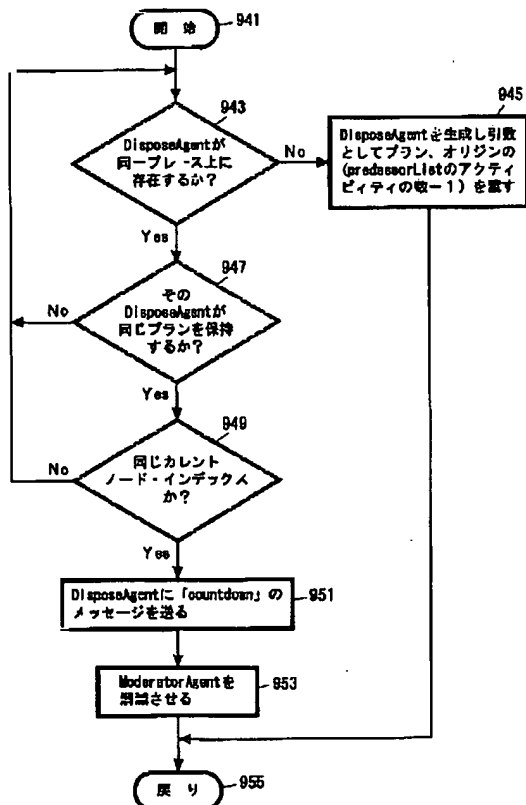 開 始
941
943
DisposeAgentが
同一プレース上に
存在するか?
No
945
DisposeAgentを生成し引数
としてプラン、オリジンの
(predessorListのアクティ
ビィティの数ー1)を渡す
Yes
947
その
DisposeAgentが
同じプランを保持
するか?
No
Yes
949
同じカレント
ノード・インデックス
か?
No
Yes
DisposeAgentに「countdown」の
メッセージを送る
951
ModeratorAgentを
消滅させる
953
戻 り
955